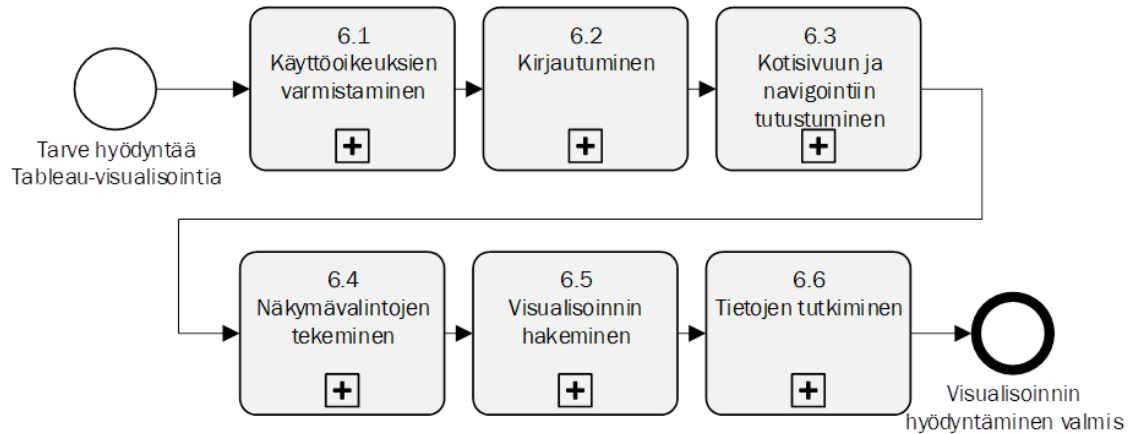 6.1
Käyttöoikeuksien
varmistaminen
6.2
Kirjautuminen
6.3
Kotisivuun ja
navigointiin
tutustuminen
Tarve hyödyntää
Tableau-visualisointia
6.4
Näkymävalintojen
tekeminen
6.5
Visualisoinnin
hakeminen
6.6
Tietojen tutkiminen
Visualisoinnin
hyödyntäminen valmis